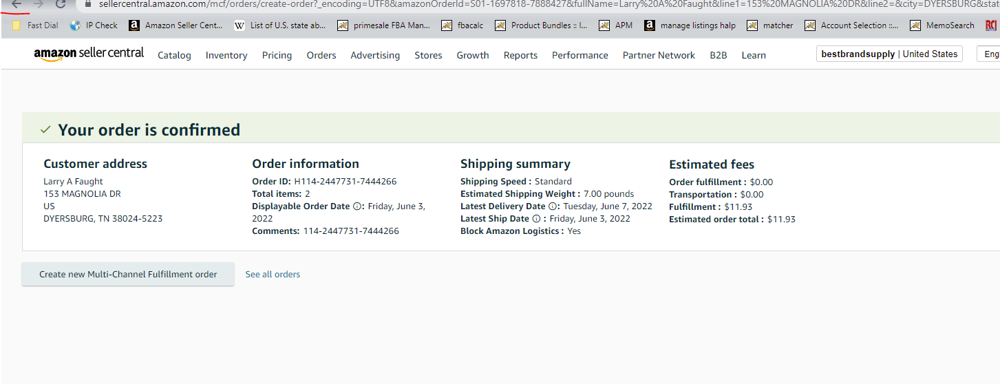 sellercentral.amazon.com/mcf/orders/create-order?_encoding=UTF8&amazonOrderId=S01-1697818-7888427&fullName=Larry%20A%20Faught&line1=153%20MAGNOLIA%20DR&line2=&city=DYERSBURG&stat
Fast Dial IP Check Amazon Seller Cent... List of U.S. state ab... primesale FBA Man... fbacalc Product Bundles :: I... APM manage listings halp matcher Account Selection ::... MemoSearch RCI
amazon seller central Catalog Inventory Pricing Orders Advertising Stores Growth Reports Performance Partner Network B2B Learn bestbrandsupply | United States Eng
Your order is confirmed
Customer address
Larry A Faught
153 MAGNOLIA DR
US
DYERSBURG, TN 38024-5223
Order information
Order ID: H114-2447731-7444266
Total items: 2
Displayable Order Date : Friday, June 3,
2022
Comments: 114-2447731-7444266
Shipping summary
Shipping Speed : Standard
Estimated Shipping Weight : 7.00 pounds
Latest Delivery Date : Tuesday, June 7, 2022
Latest Ship Date : Friday, June 3, 2022
Block Amazon Logistics : Yes
Estimated fees
Order fulfillment : $0.00
Transportation : $0.00
Fulfillment : $11.93
Estimated order total : $11.93
Create new Multi-Channel Fulfillment order See all orders